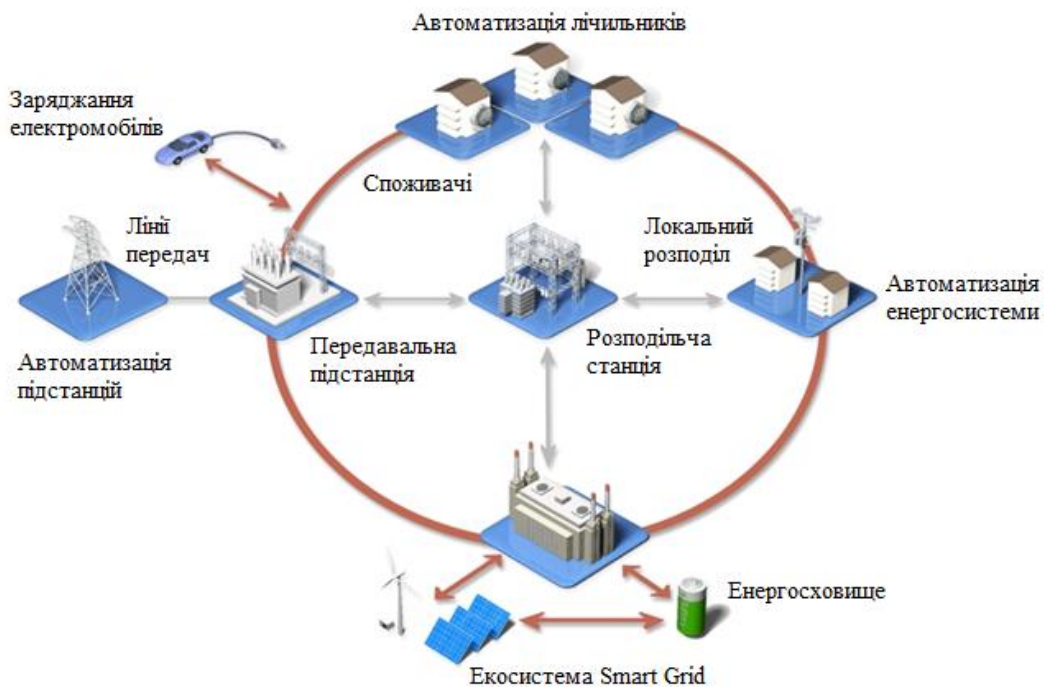 Автоматизація лічильників
Заряджання
електромобілів
Споживачі
Лінії
передач
Локальний
розподіл
Автоматизація
енергосистеми
Передавальна
підстанція
Розподільча
станція
Автоматизація
підстанцій
Енергосховище
Екосистема Smart Grid